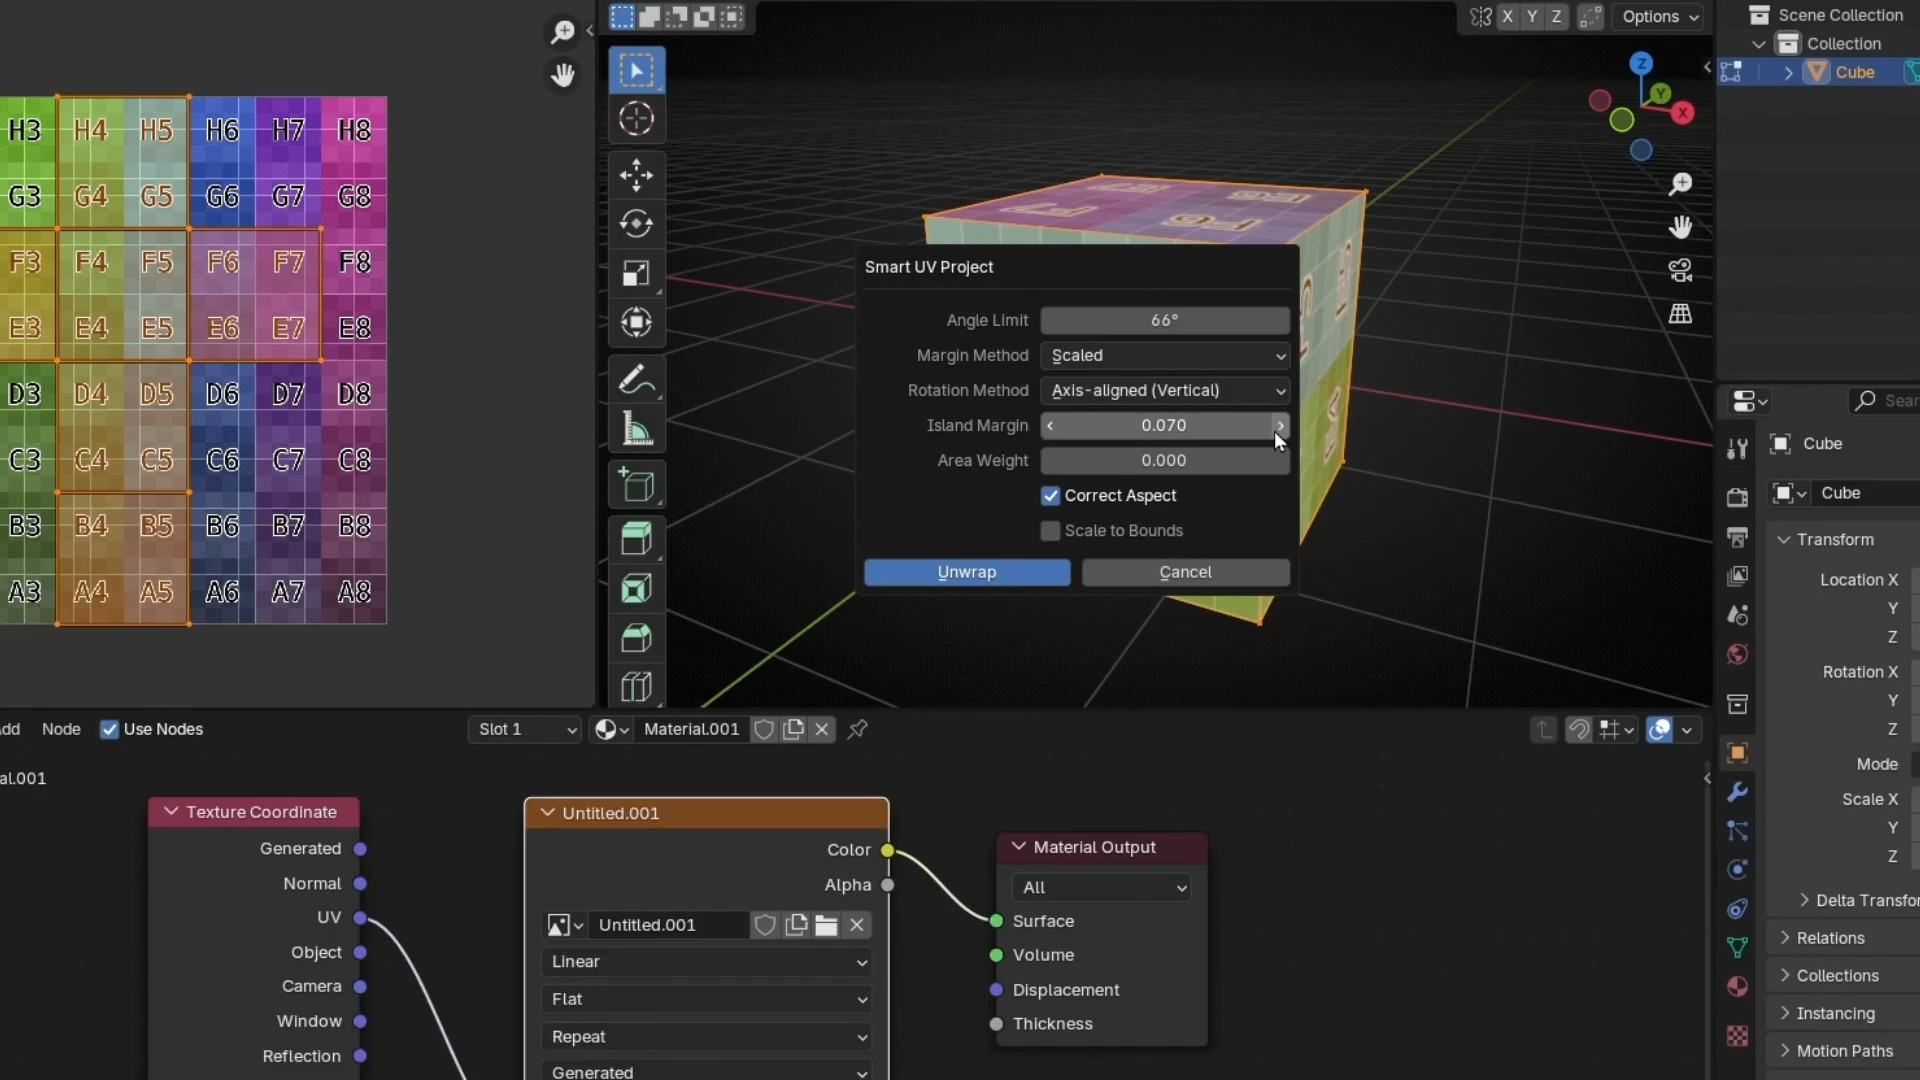 X Y Z
Options
Scene Collection
Collection
Cube
Z
Y
X
H3 H4 H5 H6 H7 H8
G3 G4 G5 G6 G7 G8
F3 F4 F5 F6 F7 F8
E3 E4 E5 E6 E7 E8
D3 D4 D5 D6 D7 D8
C3 C4 C5 C6 C7 C8
B3 B4 B5 B6 B7 B8
A3 A4 A5 A6 A7 A8
F7
F6
Smart UV Project
Angle Limit 66°
Margin Method Scaled
Rotation Method Axis-aligned (Vertical)
Island Margin 0.070
Area Weight 0.000
Correct Aspect
Scale to Bounds
Unwrap Cancel
Sear
Cube
Cube
Transform
Location X
Y
Z
Rotation X
Y
Z
Mode
Scale X
Y
Z
Delta Transfor
Relations
Collections
Instancing
Motion Paths
dd Node Use Nodes Slot 1 Material.001
al.001
Texture Coordinate
Generated
Normal
UV
Object
Camera
Window
Reflection
Untitled.001
Color
Alpha
Untitled.001
Linear
Flat
Repeat
Generated
Material Output
All
Surface
Volume
Displacement
Thickness